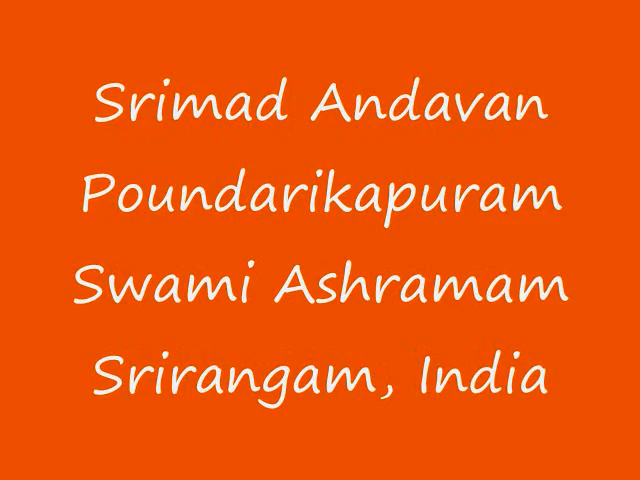 Srimad Andavan
Poundarikapuram
Swami Ashramam
Srirangam, India